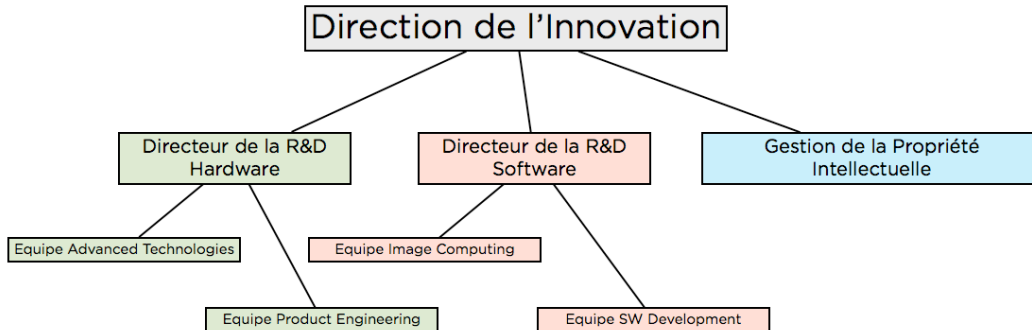 Direction de l’Innovation
Directeur de la R&D
Hardware
Directeur de la R&D
Software
Gestion de la Propriété
Intellectuelle
Equipe Advanced Technologies
Equipe Image Computing
Equipe Product Engineering
Equipe SW Development